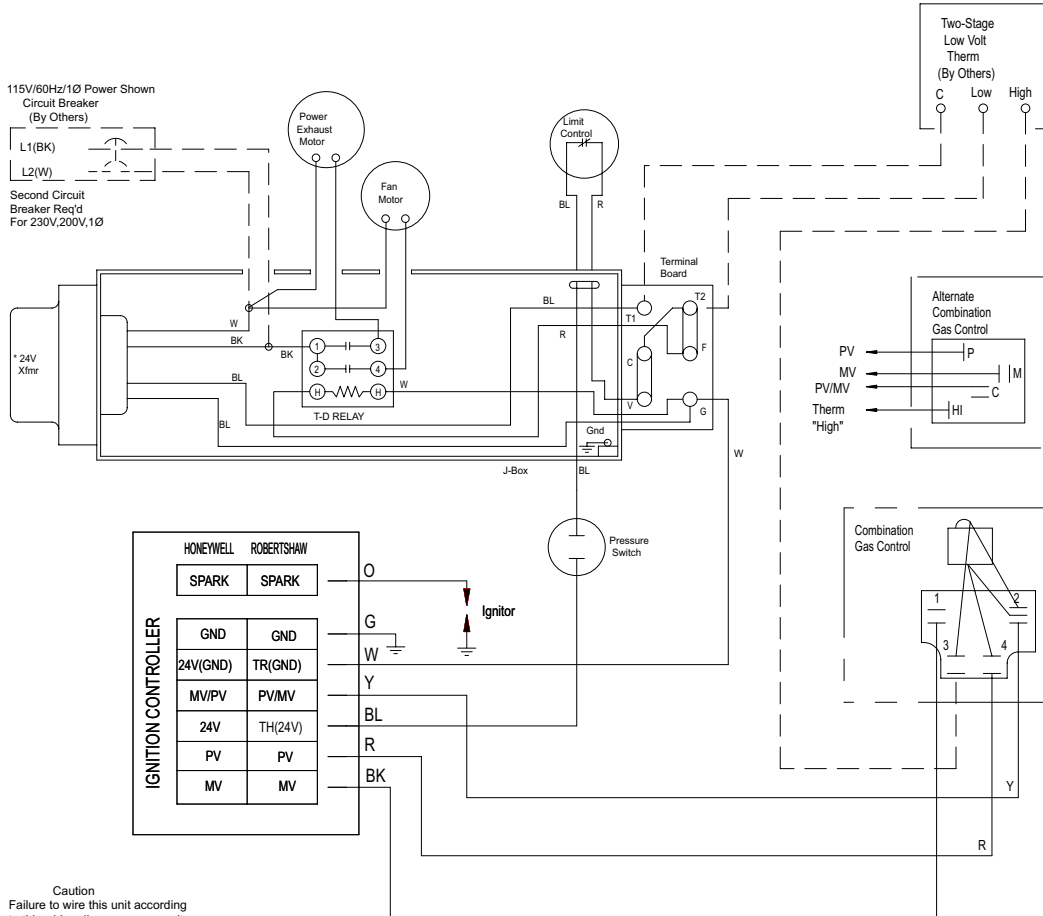 Two-Stage
Low Volt
Therm
(By Others)
C Low High
115V/60Hz/1Ø Power Shown
Circuit Breaker
(By Others)
L1(BK)
L2(W)
Second Circuit
Breaker Req'd
For 230V,200V,1Ø
Power
Exhaust
Motor
Fan
Motor
Limit
Control
BL R
Terminal
Board
* 24V
Xfmr
W
BK
BK
BL
BL
1 3
2 4
H H
W
T-D RELAY
BL
R
T1
T2
C
F
V
G
Gnd
J-Box
BL
W
Alternate
Combination
Gas Control
PV
MV
PV/MV
Therm
"High"
P
M
C
HI
Pressure
Switch
Combination
Gas Control
1 2
3 4
IGNITION CONTROLLER
HONEYWELL ROBERTSHAW
SPARK SPARK O
GND GND G
24V(GND) TR(GND) W
MV/PV PV/MV Y
24V TH(24V) BL
PV PV R
MV MV BK
Ignitor
Y
R
Caution
Failure to wire this unit according